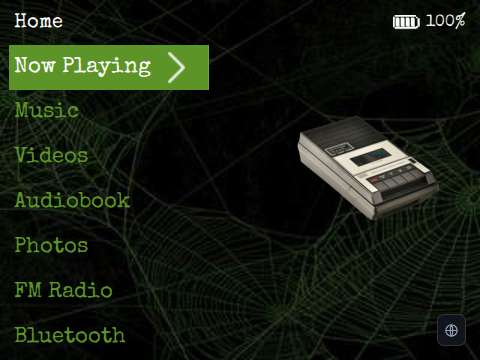 Home
100%
Now Playing
Music
Videos
Audiobook
Photos
FM Radio
Bluetooth